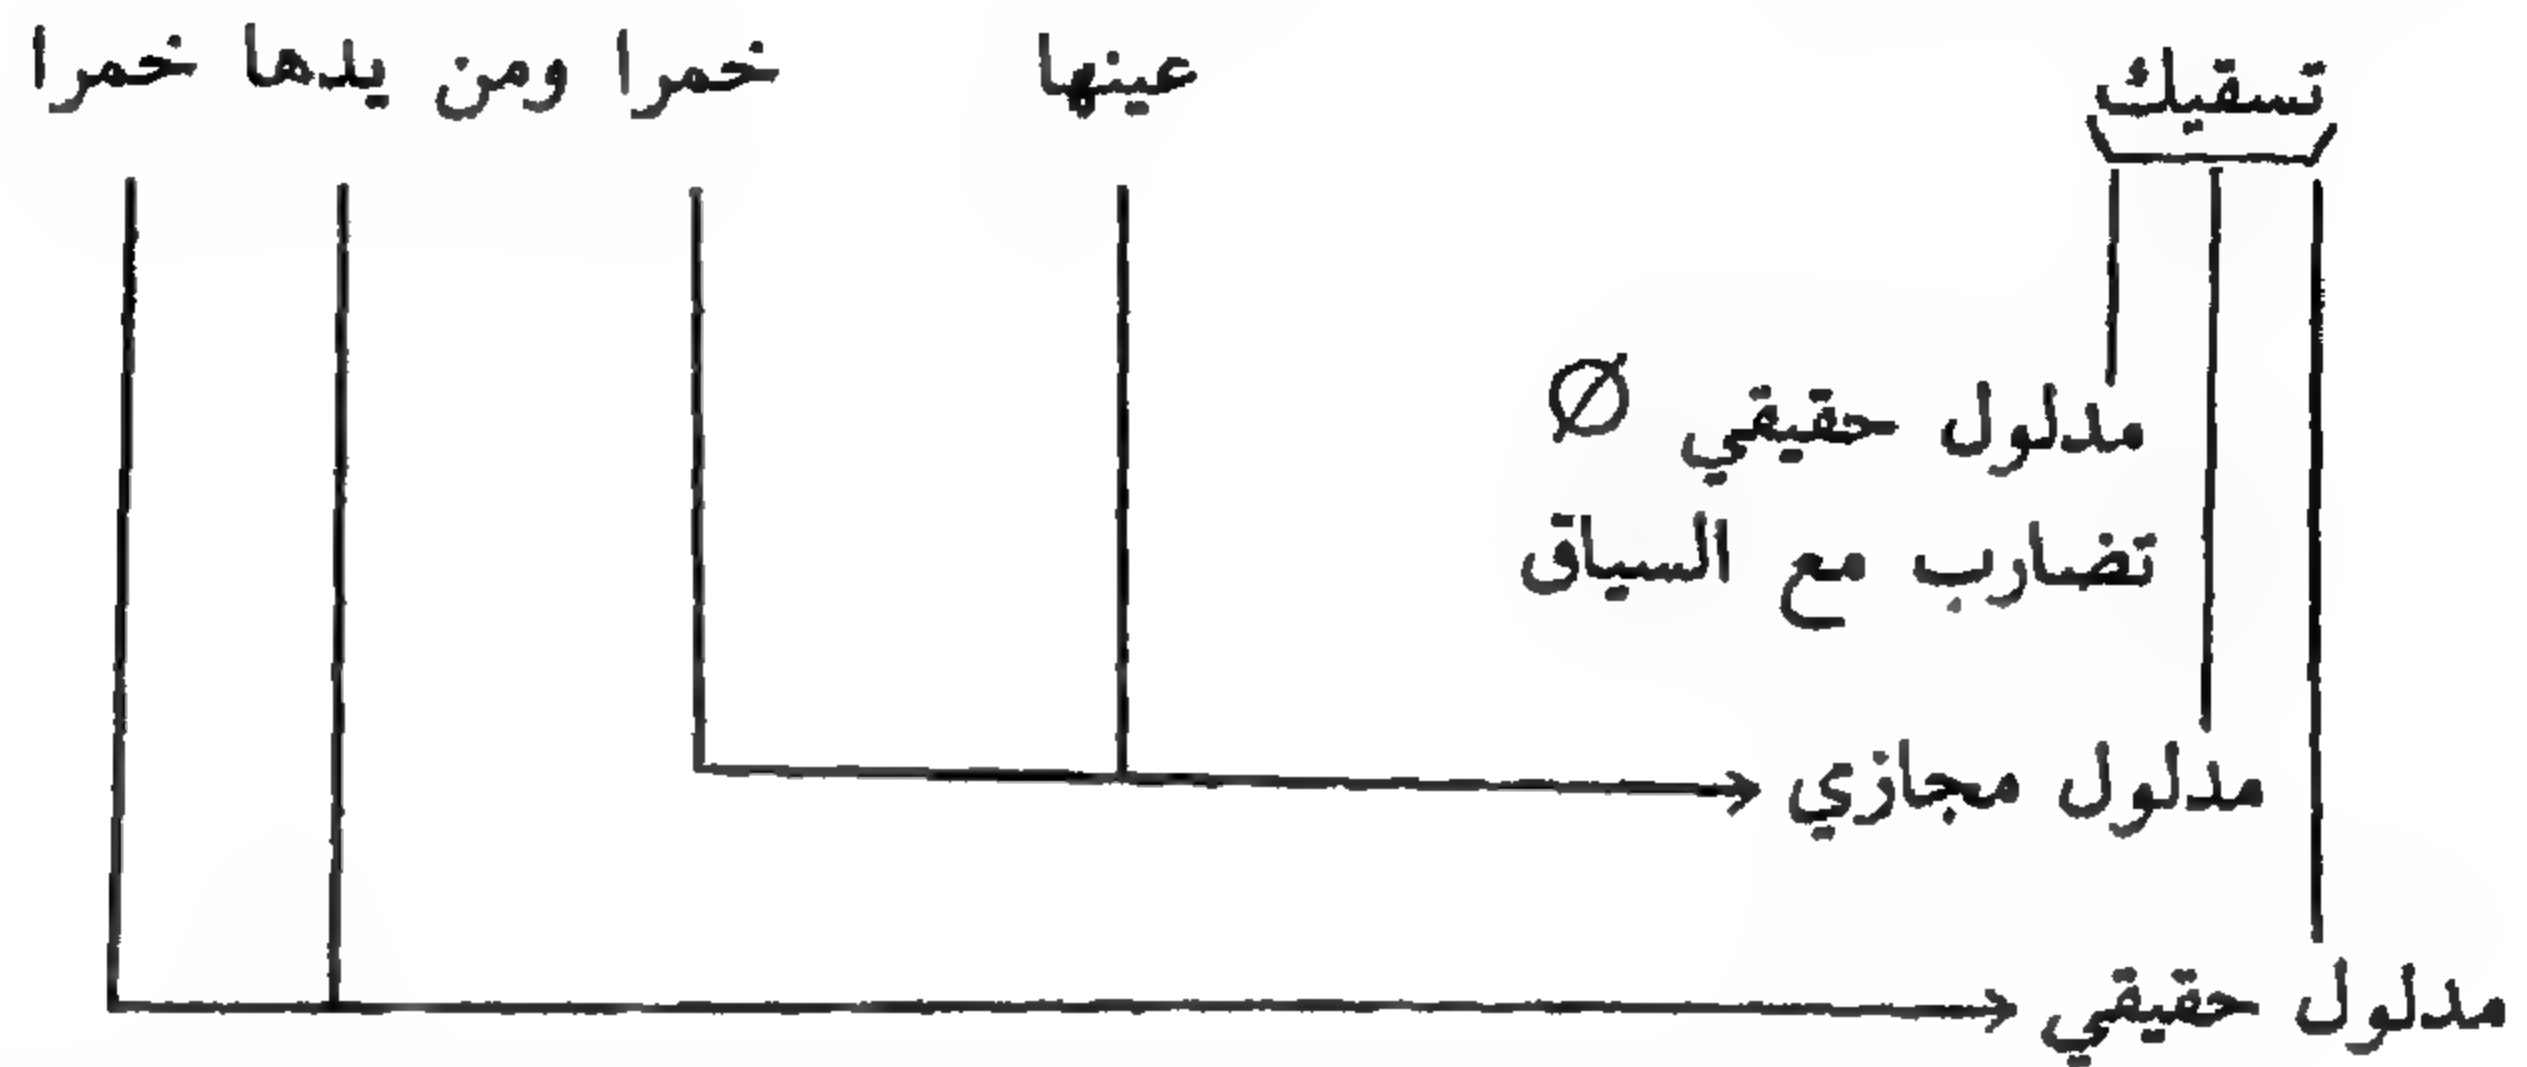 تسقيك عينها خمرا ومن يدها خمرا
مدلول حقيقي Ø
تضارب مع السياق
مدلول مجازي
مدلول حقيقي